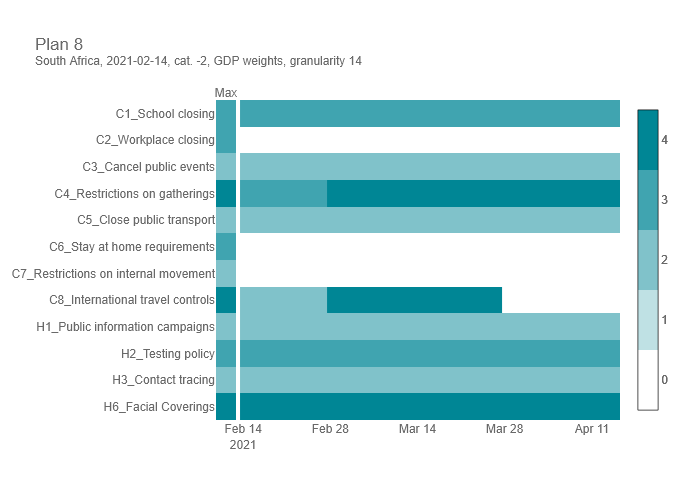 Plan 8
South Africa, 2021-02-14, cat. -2, GDP weights, granularity 14
Max
C1_School closing
C2_Workplace closing
C3_Cancel public events
C4_Restrictions on gatherings
C5_Close public transport
C6_Stay at home requirements
C7_Restrictions on internal movement
C8_International travel controls
H1_Public information campaigns
H2_Testing policy
H3_Contact tracing
H6_Facial Coverings
Feb 14
2021
Feb 28
Mar 14
Mar 28
Apr 11
4
3
2
1
0